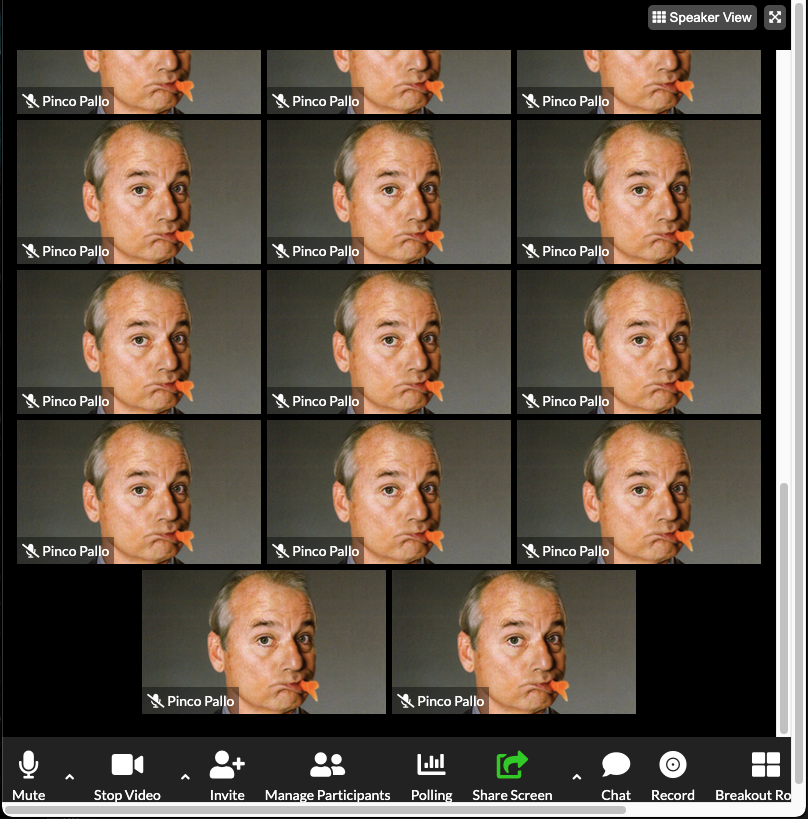 Speaker View
Pinco Pallo Pinco Pallo Pinco Pallo
Pinco Pallo Pinco Pallo Pinco Pallo
Pinco Pallo Pinco Pallo Pinco Pallo
Pinco Pallo Pinco Pallo Pinco Pallo
Pinco Pallo Pinco Pallo
Mute Stop Video Invite Manage Participants Polling Share Screen Chat Record Breakout Ro